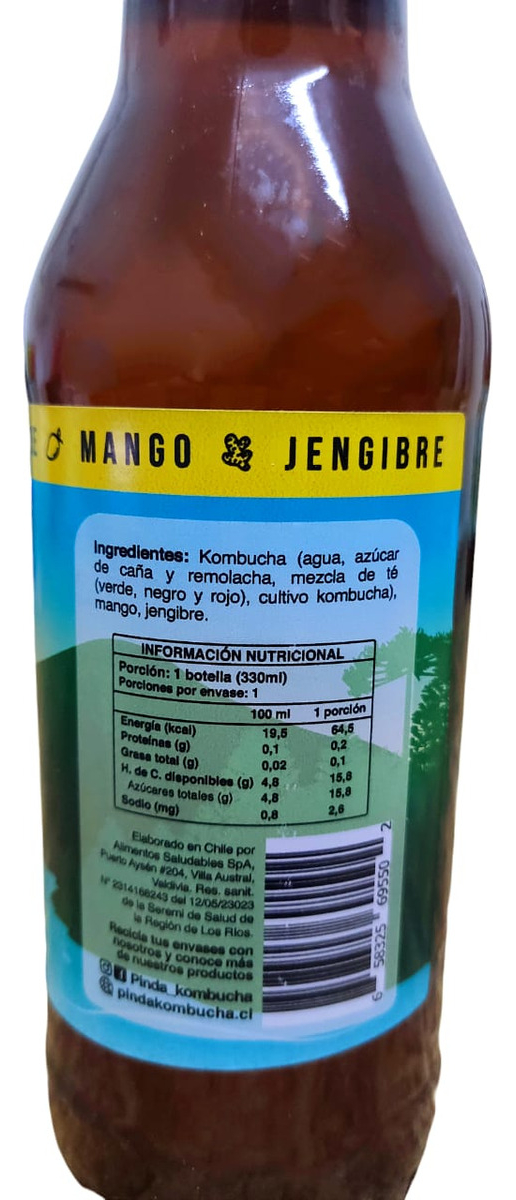 E MANGO JENGIBRE
Ingredientes: Kombucha (agua, azúcar
de caña y remolacha, mezcla de té
(verde, negro y rojo), cultivo kombucha),
mango, jengibre.
INFORMACIÓN NUTRICIONAL
Porción: 1 botella (330ml)
Porciones por envase: 1
100 ml 1 porción
Energía (kcal) 19,5 64,5
Proteínas (g) 0,1 0,2
Grasa total (g) 0,02 0,1
H. de C. disponibles (g) 4,8 15,8
Azúcares totales (g) 4,8 15,8
Sodio (mg) 0,8 2,6
Elaborado en Chile por
Alimentos Saludables SpA,
Puerto Aysén #204, Villa Austral,
Valdivia. Res. sanit.
N° 2314168243 del 12/05/23023
de la Seremi de Salud de
la Región de Los Ríos.
Recicla tus envases con
nosotros y conoce más
de nuestros productos
Pinda_kombucha
pindakombucha.cl
6 58325 69550 2